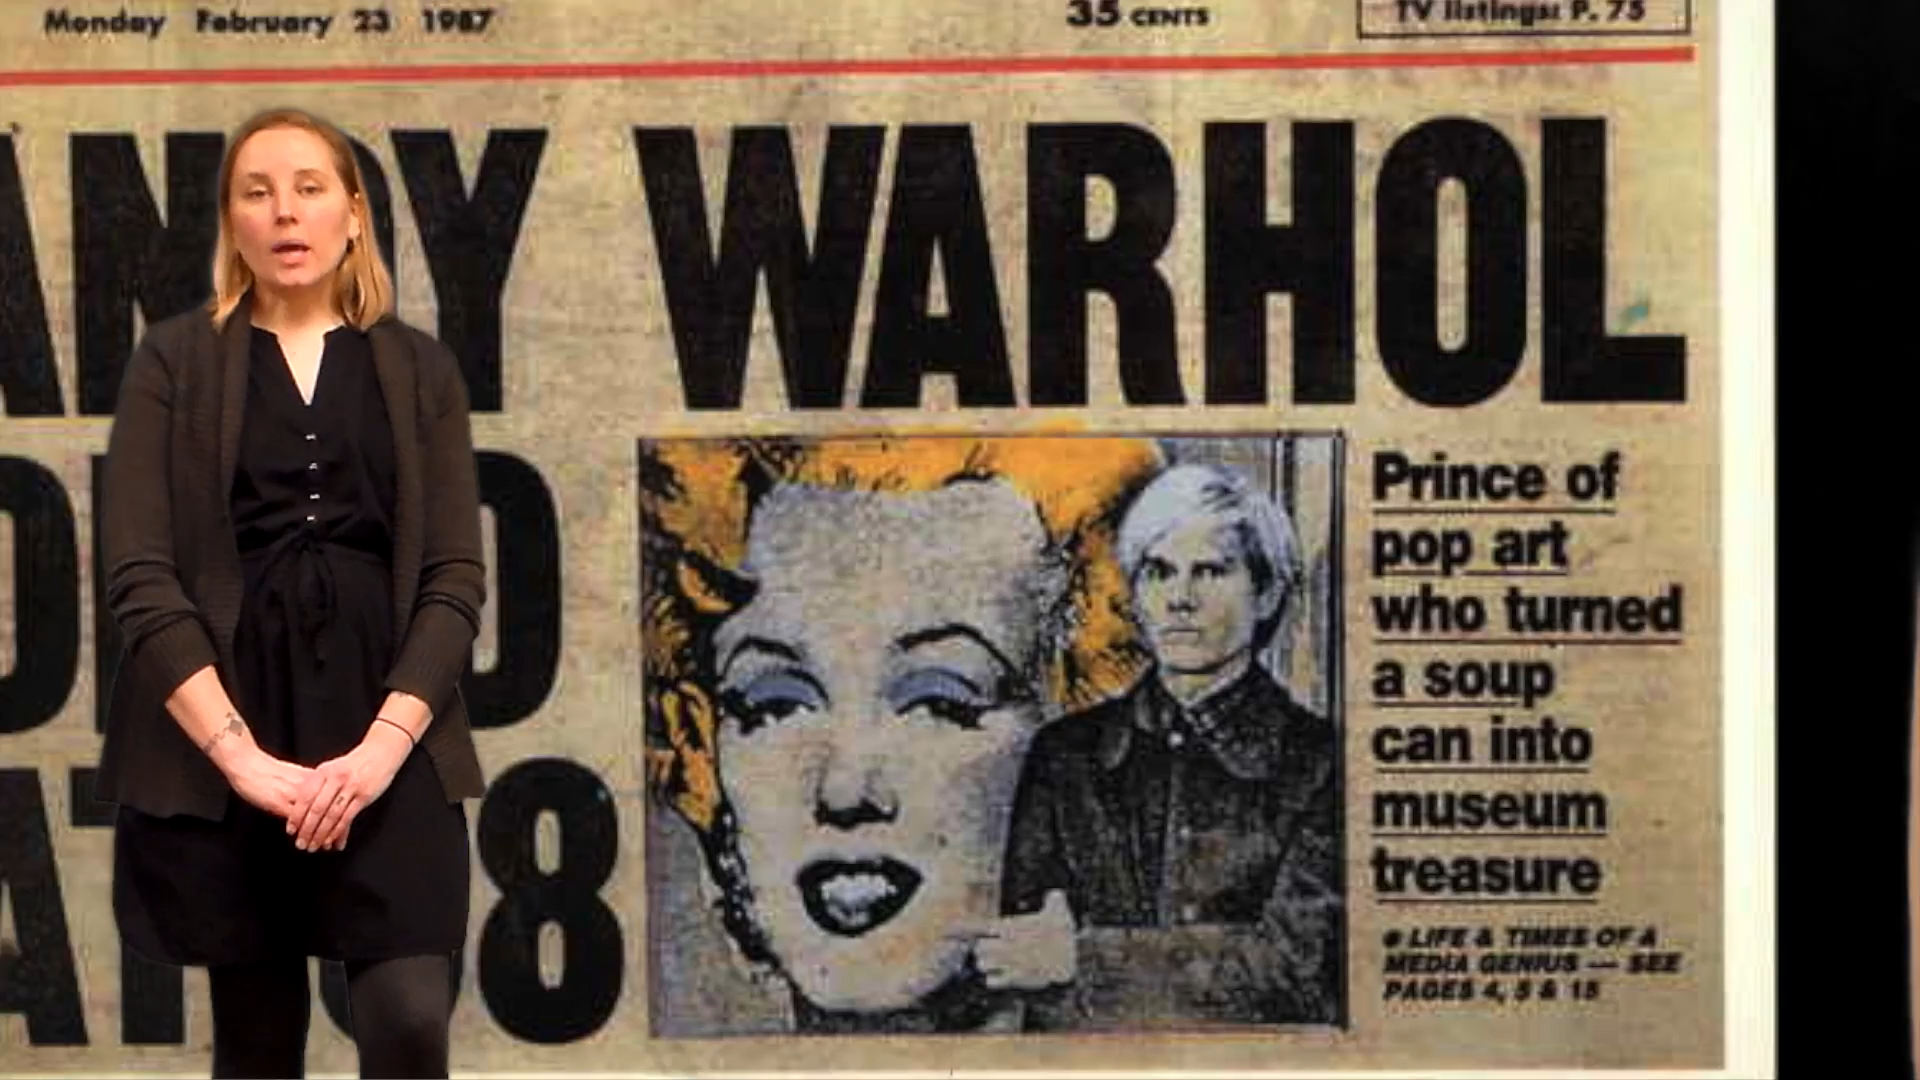 Monday February 23 1987
35 CENTS
TV listings: P. 75
ANDY WARHOL
Prince of
pop art
who turned
a soup
can into
museum
treasure
● LIFE & TIMES OF A
MEDIA GENIUS — SEE
PAGES 4, 5 & 15